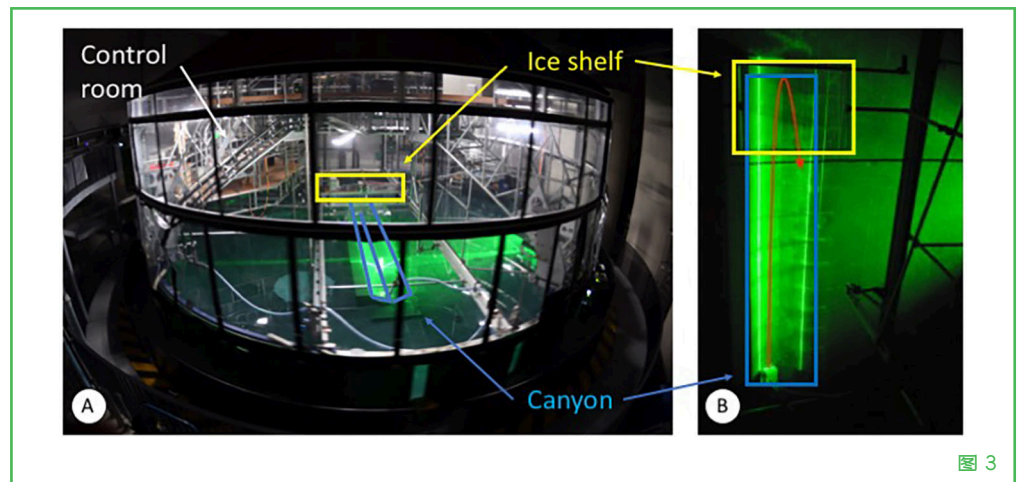 Control
room
Ice shelf
Canyon
A
B
图 3